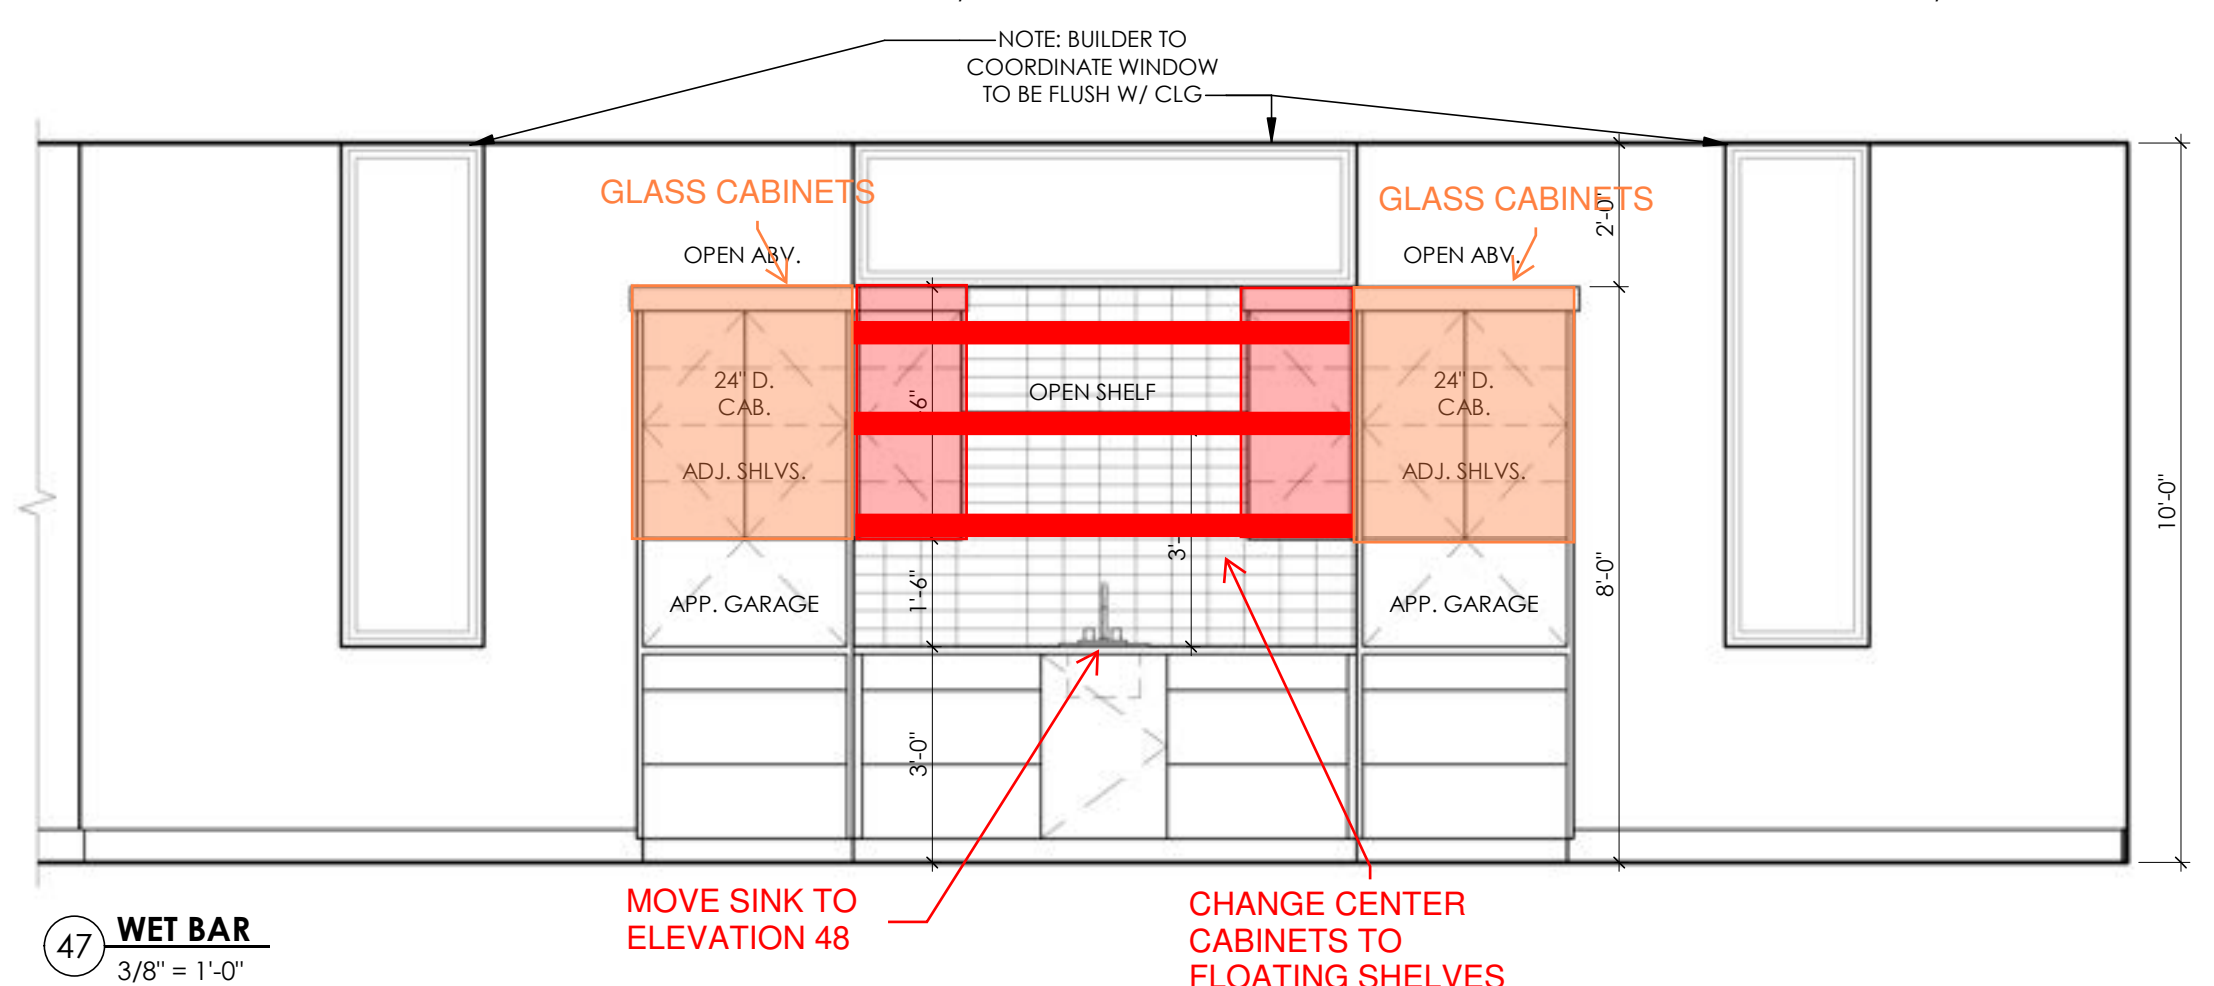 NOTE: BUILDER TO
COORDINATE WINDOW
TO BE FLUSH W/ CLG
GLASS CABINETS
GLASS CABINETS
2'-0"
OPEN ABV.
OPEN ABV.
24" D.
CAB.
ADJ. SHLVS.
6"
OPEN SHELF
24" D.
CAB.
ADJ. SHLVS.
10'-0"
3'-
8'-0"
1'-6"
APP. GARAGE
APP. GARAGE
3'-0"
MOVE SINK TO
ELEVATION 48
CHANGE CENTER
CABINETS TO
FLOATING SHELVES
47
WET BAR
3/8" = 1'-0"